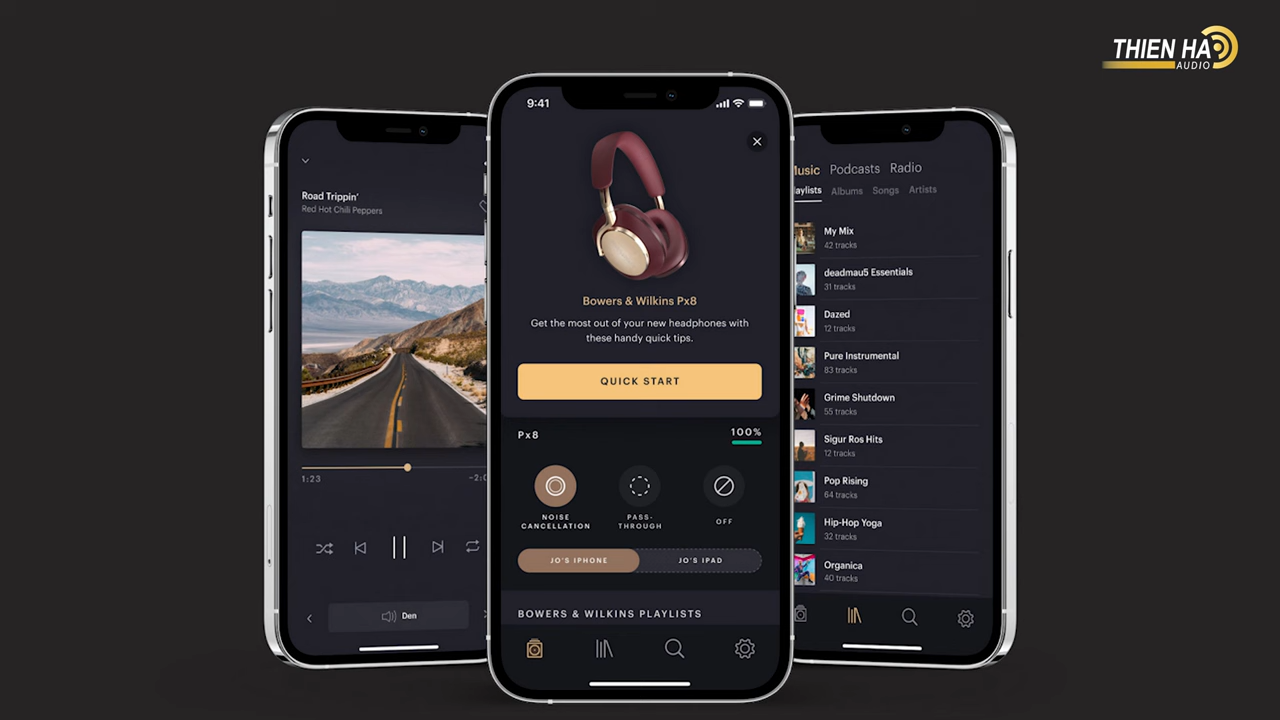 THIEN HA
AUDIO
Road Trippin'
Red Hot Chili Peppers
1:23
Den
9:41
Bowers & Wilkins Px8
Get the most out of your new headphones with
these handy quick tips.
QUICK START
Px8
100%
NOISE
CANCELLATION
PASS-
THROUGH
OFF
JO'S IPHONE
JO'S IPAD
BOWERS & WILKINS PLAYLISTS
Podcasts
Radio
Albums
Songs
Artists
My Mix
42 tracks
deadmau5 Essentials
31 tracks
Dazed
12 tracks
Pure Instrumental
83 tracks
Grime Shutdown
55 tracks
Sigur Ros Hits
12 tracks
Pop Rising
64 tracks
Hip-Hop Yoga
32 tracks
Organica
40 tracks